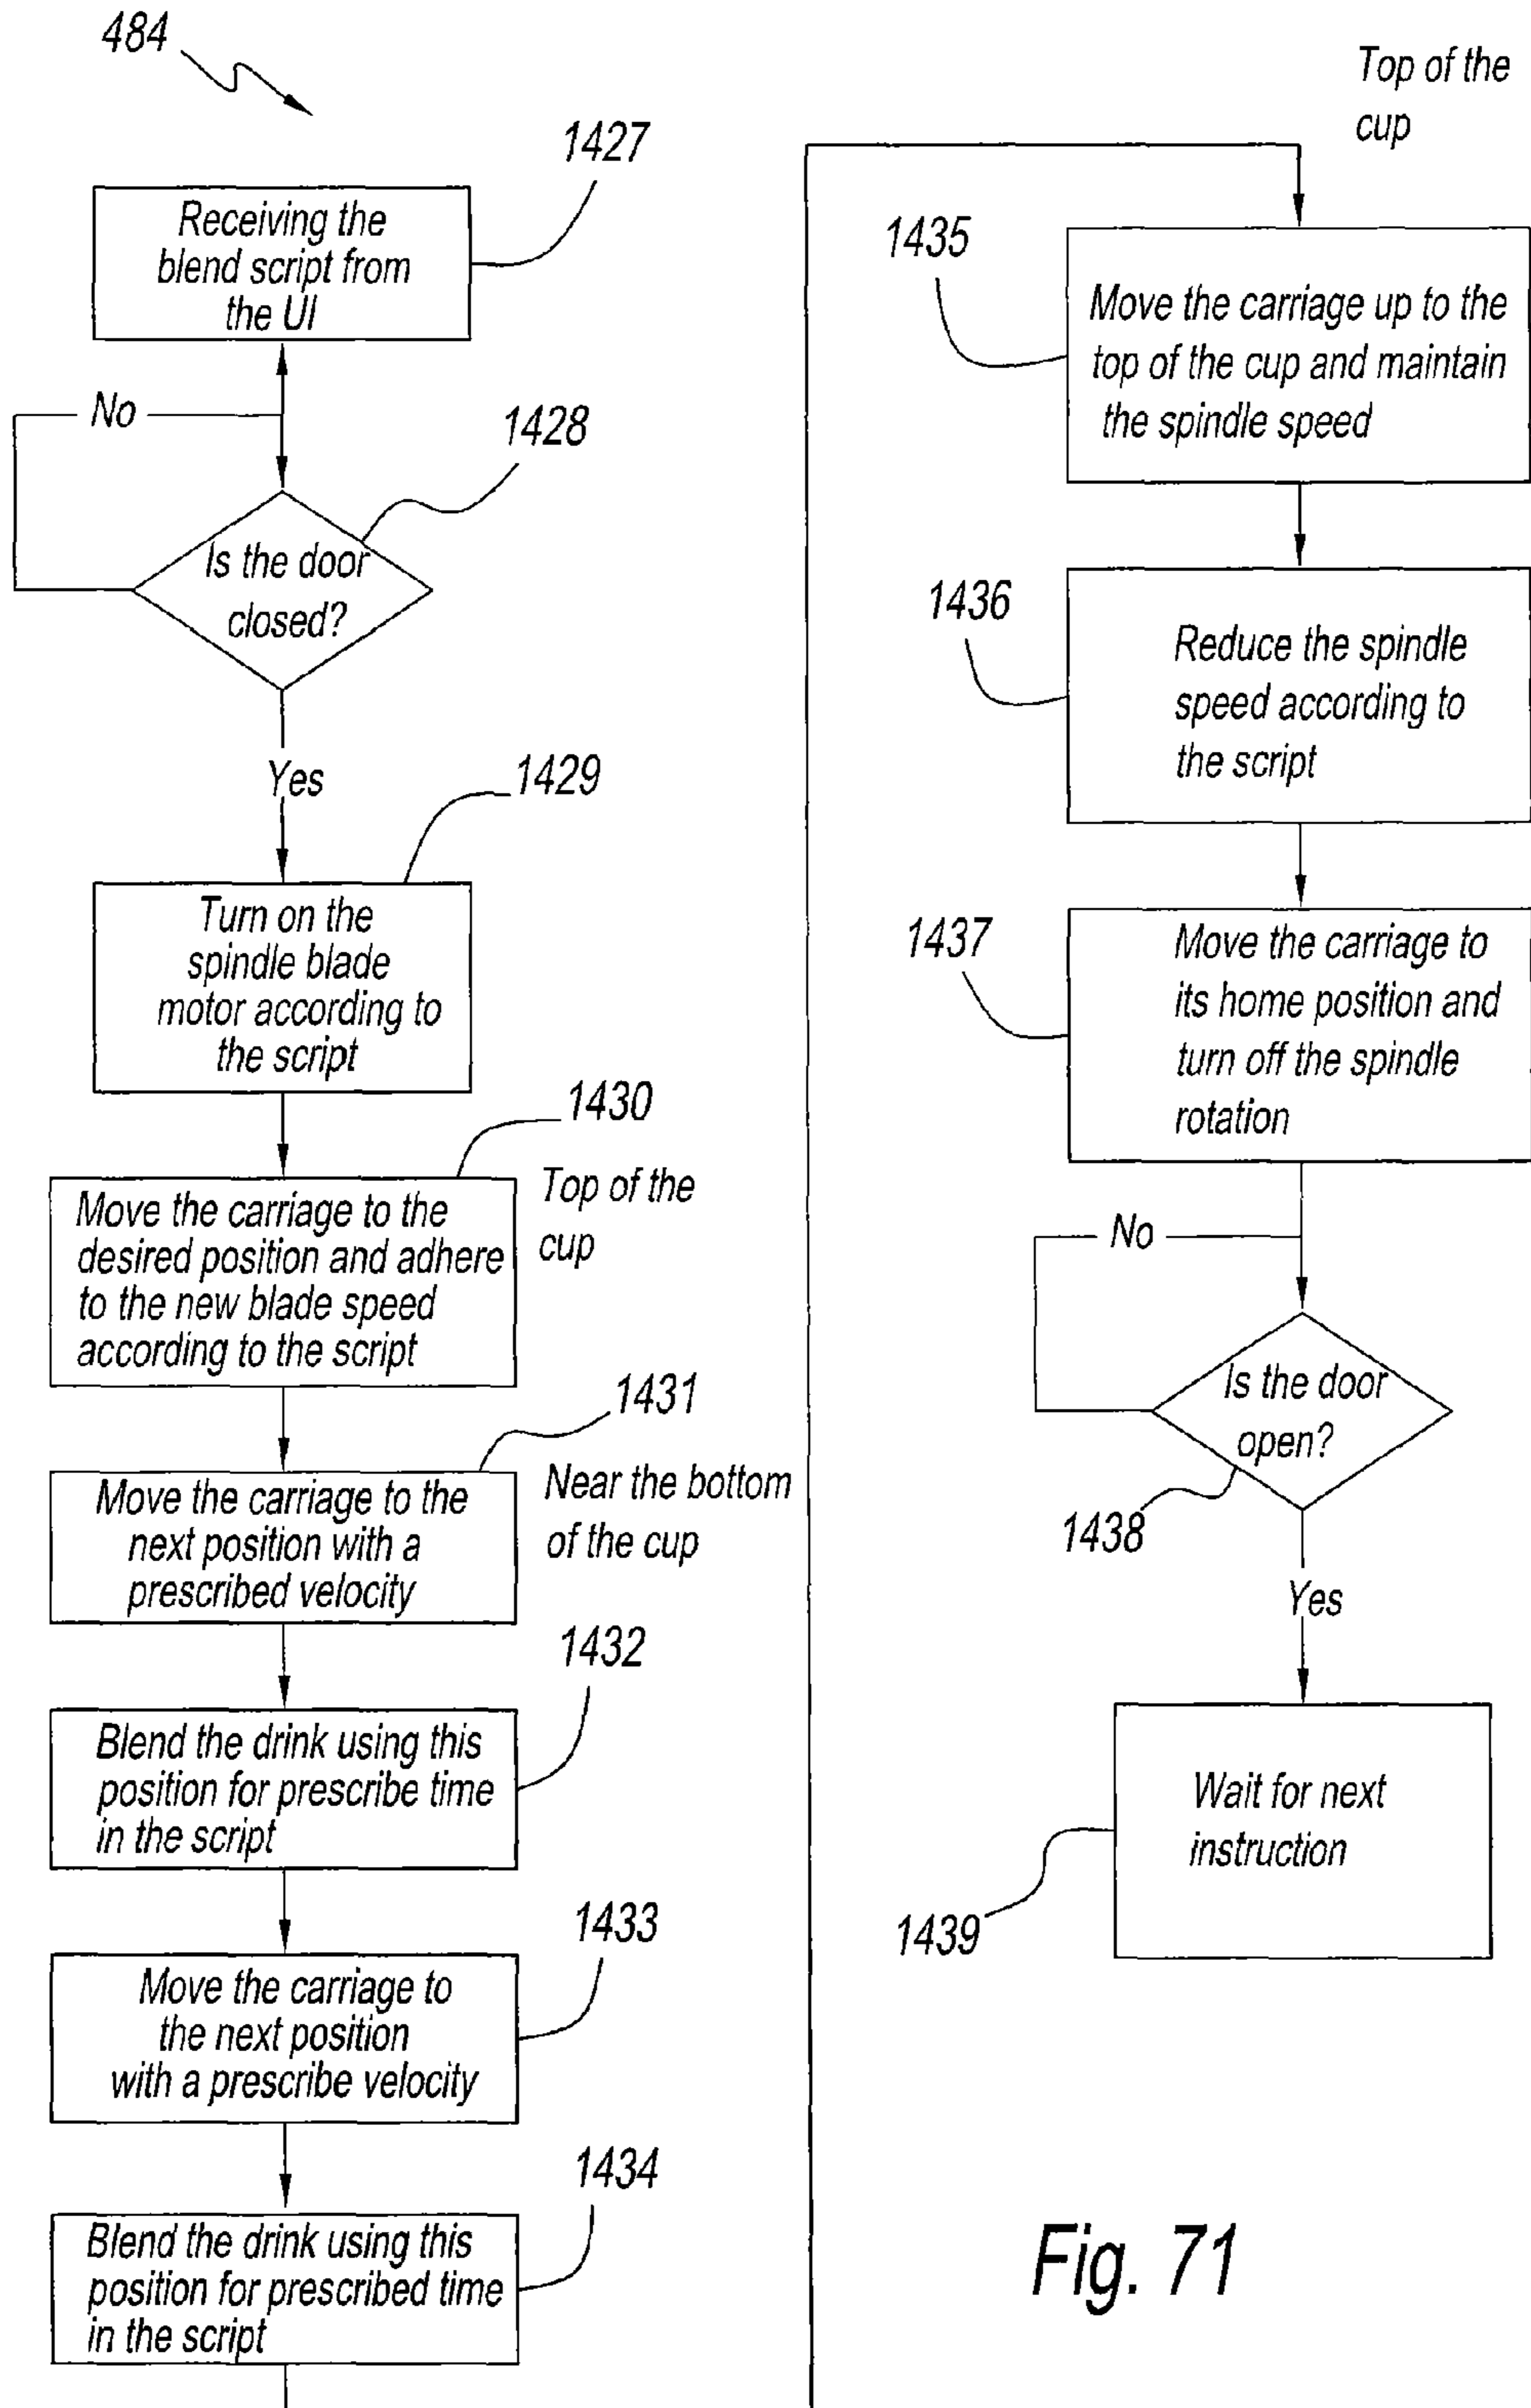 484
1427
Receiving the
blend script from
the UI
No
1428
Is the door
closed?
Yes
1429
Turn on the
spindle blade
motor according to
the script
1430
Move the carriage to the
desired position and adhere
to the new blade speed
according to the script
Top of the
cup
1431
Move the carriage to the
next position with a
prescribed velocity
Near the bottom
of the cup
1432
Blend the drink using this
position for prescribe time
in the script
1433
Move the carriage to
the next position
with a prescribe velocity
1434
Blend the drink using this
position for prescribed time
in the script
Top of the
cup
1435
Move the carriage up to the
top of the cup and maintain
the spindle speed
1436
Reduce the spindle
speed according to
the script
1437
Move the carriage to
its home position and
turn off the spindle
rotation
No
Is the door
open?
1438
Yes
Wait for next
instruction
1439
Fig. 71